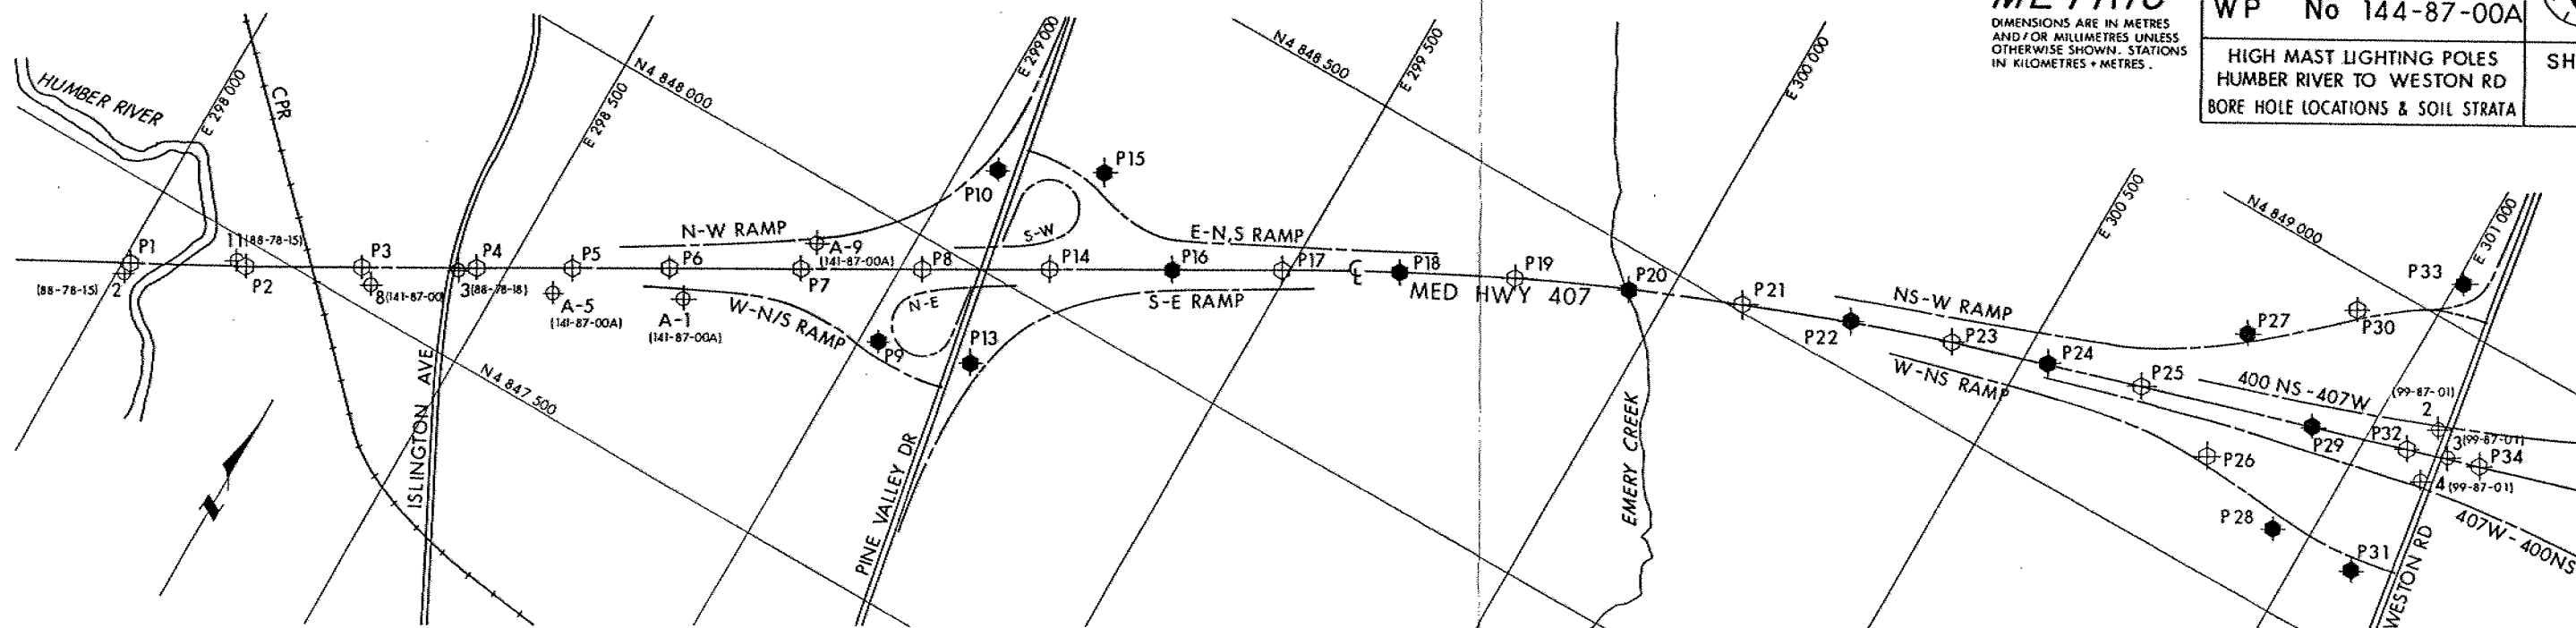 METRIC
DIMENSIONS ARE IN METRES
AND/OR MILLIMETRES UNLESS
OTHERWISE SHOWN. STATIONS
IN KILOMETRES + METRES.
WP No 144-87-00A
HIGH MAST LIGHTING POLES
HUMBER RIVER TO WESTON RD
BORE HOLE LOCATIONS & SOIL STRATA
SH
HUMBER RIVER
E 298 000
CPR
E 298 500
N4 848 000
E 299 000
N4 848 500
E 299 500
E 300 000
E 300 500
N4 849 000
E 301 000
P10
P15
N-W RAMP
S-W
E-N,S RAMP
P1
11(88-78-15)
P3
P4
P5
P6
A-9
(141-87-00A)
P8
P14
P16
P17
℄
P18
P19
P20
P33
(88-78-15) 2
P2
8(141-87-00
3(88-78-18)
A-5
(141-87-00A)
A-1
(141-87-00A)
P7
W-N/S RAMP
N-E
S-E RAMP
MED HWY 407
P21
NS-W RAMP
P22
P23
P27
P30
P9
P13
P24
W-NS RAMP
P25
400 NS-407W
(99-87-01)
2
N4 847 500
ISLINGTON AVE
PINE VALLEY DR
EMERY CREEK
P29
P32
3(99-87-01)
P34
P26
4(99-87-01)
P28
P31
407W-400NS
WESTON RD
N